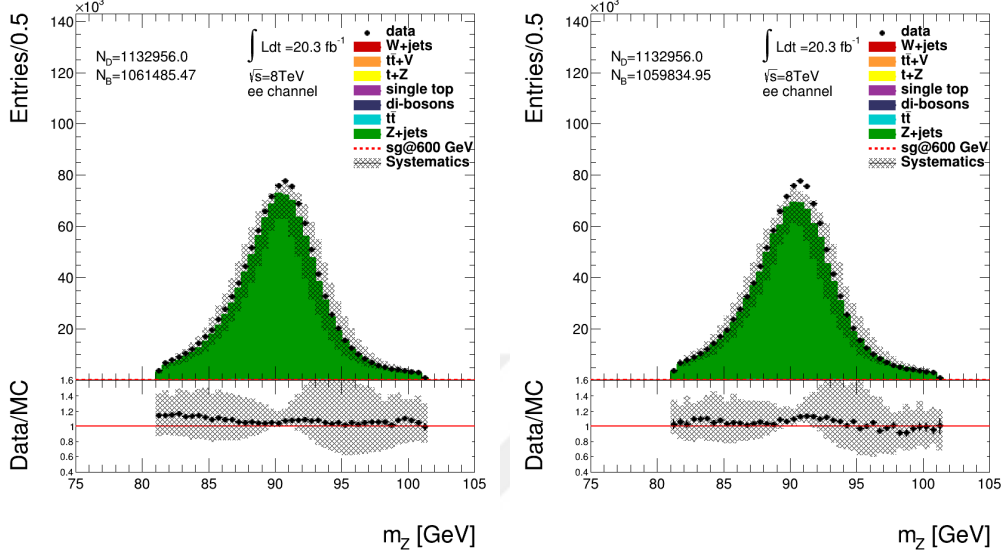 ×10³
Entries/0.5
140
120
100
80
60
40
20
N_D=1132956.0
N_B=1061485.47
∫ Ldt =20.3 fb⁻¹
√s=8TeV
ee channel
data
W+jets
tt̄+V
t+Z
single top
di-bosons
tt̄
Z+jets
sg@600 GeV
Systematics
Data/MC
1.6
1.4
1.2
1
0.8
0.6
0.4
75 80 85 90 95 100 105
m_Z [GeV]
×10³
Entries/0.5
140
120
100
80
60
40
20
N_D=1132956.0
N_B=1059834.95
∫ Ldt =20.3 fb⁻¹
√s=8TeV
ee channel
data
W+jets
tt̄+V
t+Z
single top
di-bosons
tt̄
Z+jets
sg@600 GeV
Systematics
Data/MC
1.6
1.4
1.2
1
0.8
0.6
0.4
75 80 85 90 95 100 105
m_Z [GeV]